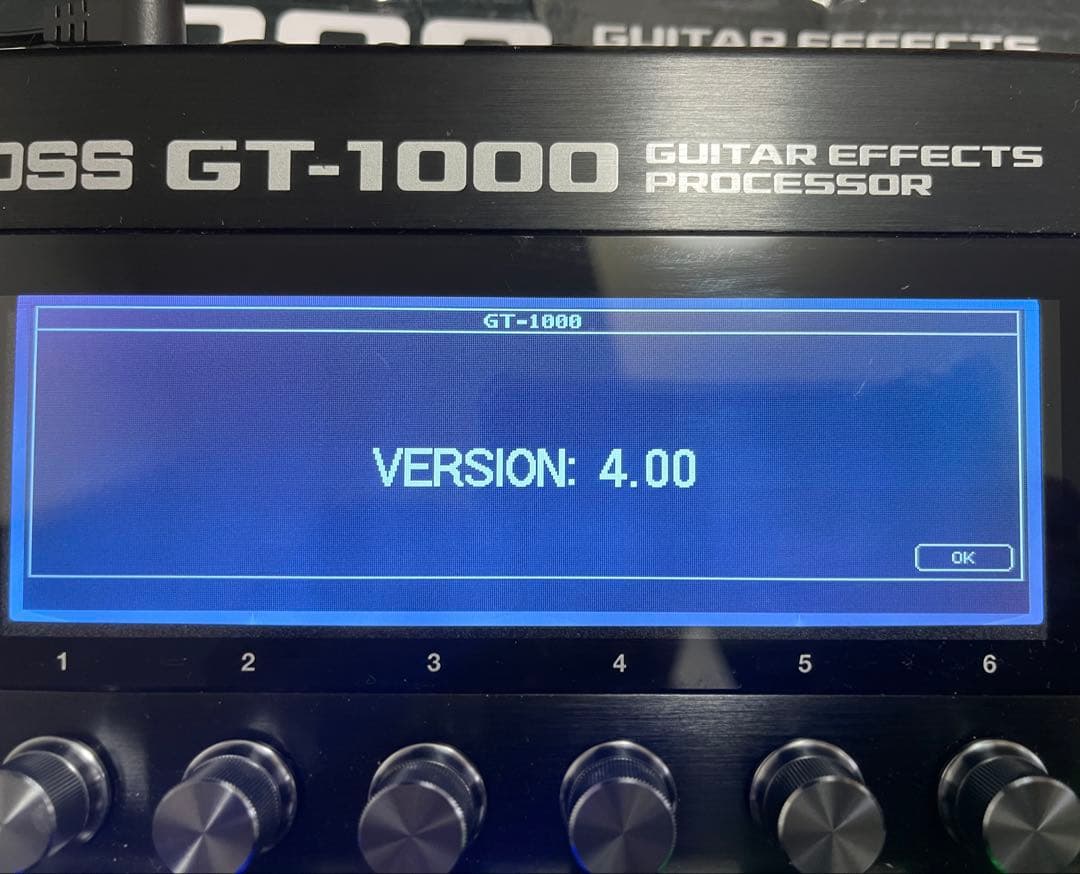 GUITAR EFFECTS
OSS GT-1000 GUITAR EFFECTS
PROCESSOR
GT-1000
VERSION: 4.00
OK
1 2 3 4 5 6